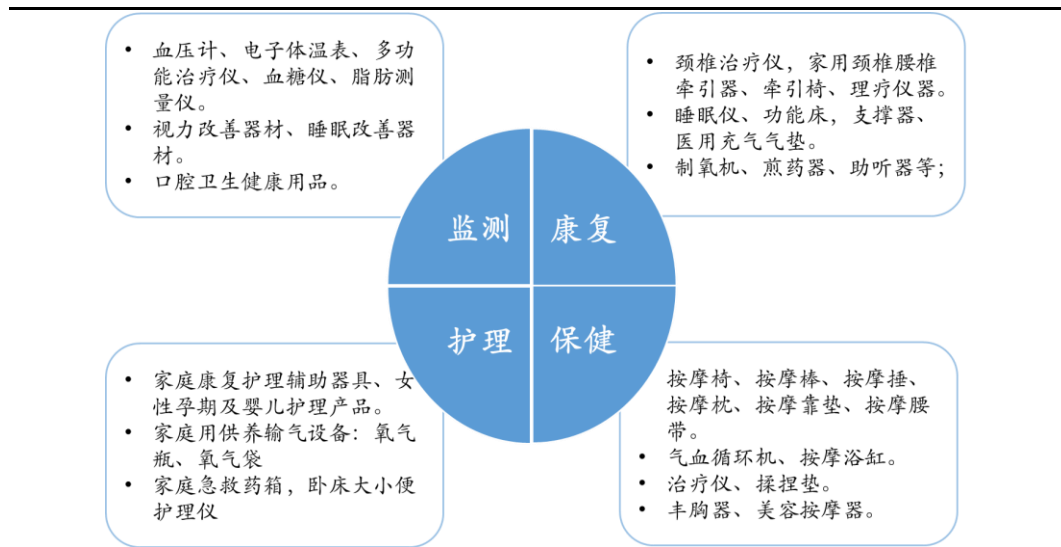 • 血压计、电子体温表、多功
能治疗仪、血糖仪、脂肪测
量仪。
• 视力改善器材、睡眠改善器
材。
• 口腔卫生健康用品。
• 颈椎治疗仪，家用颈椎腰椎
牵引器、牵引椅、理疗仪器。
• 睡眠仪、功能床，支撑器、
医用充气气垫。
• 制氧机、煎药器、助听器等；
监测
康复
护理
保健
• 家庭康复护理辅助器具、女
性孕期及婴儿护理产品。
• 家庭用供养输气设备：氧气
瓶、氧气袋
• 家庭急救药箱，卧床大小便
护理仪
按摩椅、按摩棒、按摩捶、
按摩枕、按摩靠垫、按摩腰
带。
• 气血循环机、按摩浴缸。
• 治疗仪、揉捏垫。
• 丰胸器、美容按摩器。